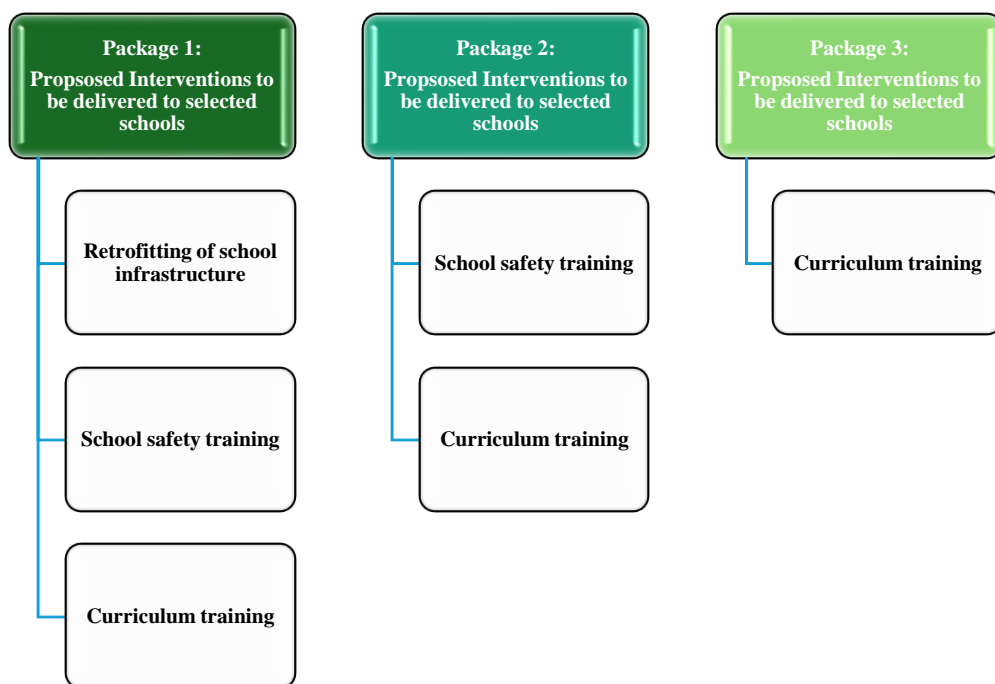 Package 1:
Propsosed Interventions to
be delivered to selected
schools
Retrofitting of school
infrastructure
School safety training
Curriculum training
Package 2:
Propsosed Interventions to
be delivered to selected
schools
School safety training
Curriculum training
Package 3:
Propsosed Interventions to
be delivered to selected
schools
Curriculum training